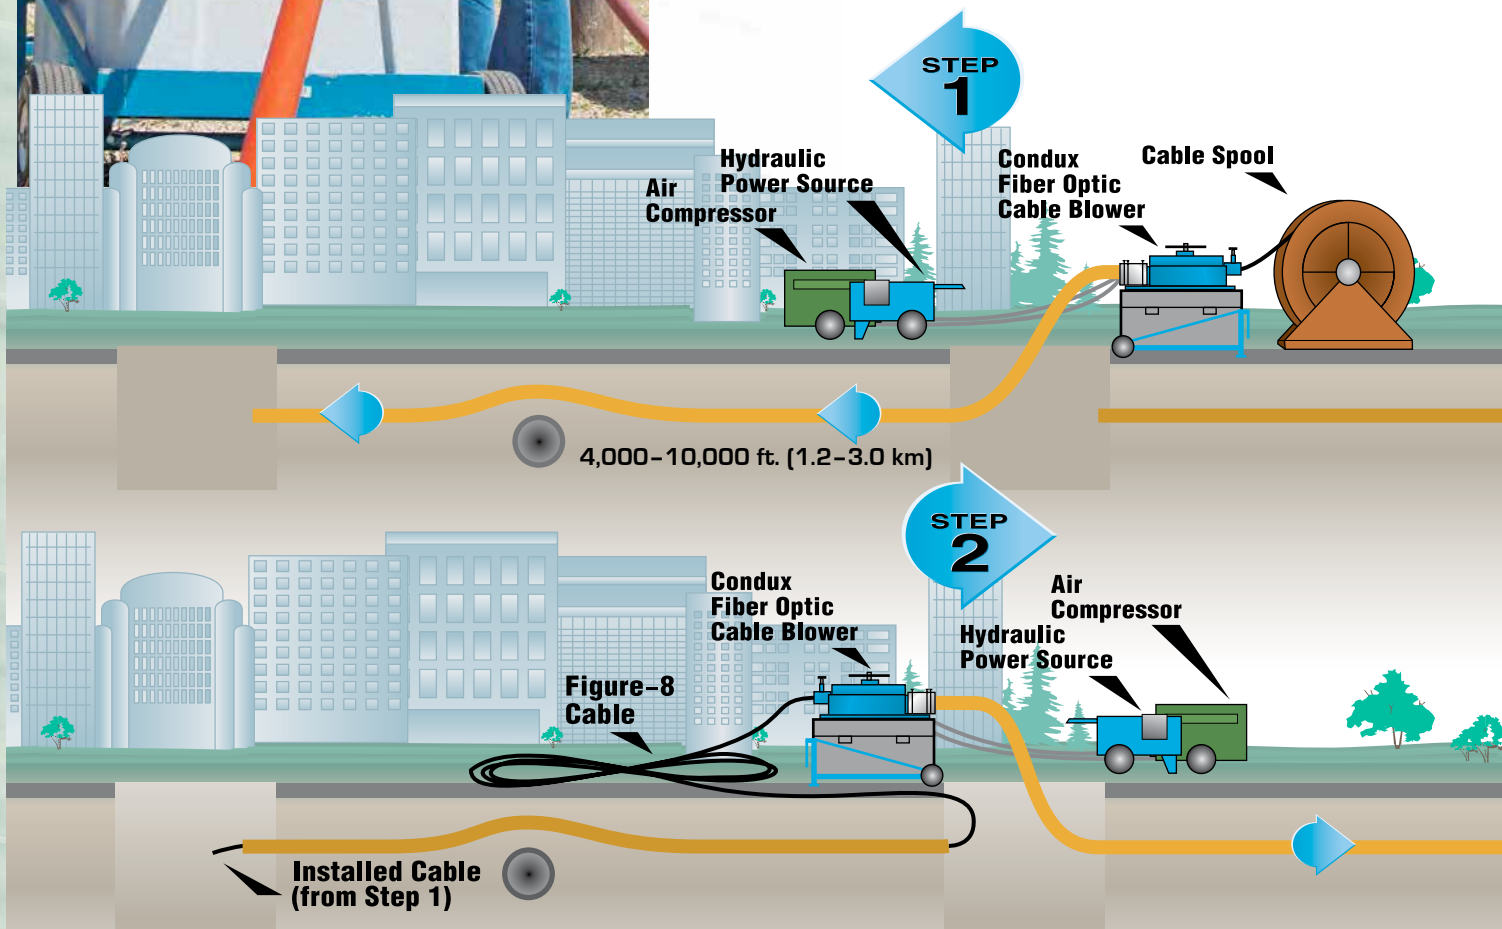 STEP
1
Hydraulic
Power Source
Air
Compressor
Condux
Fiber Optic
Cable Blower
Cable Spool
4,000–10,000 ft. (1.2–3.0 km)
STEP
2
Condux
Fiber Optic
Cable Blower
Air
Compressor
Hydraulic
Power Source
Figure–8
Cable
Installed Cable
(from Step 1)